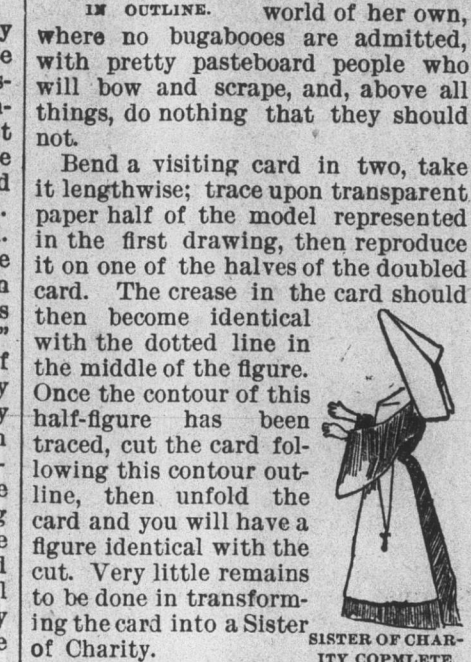 IN OUTLINE.
world of her own,
where no bugabooes are admitted,
with pretty pasteboard people who
will bow and scrape, and, above all
things, do nothing that they should
not.
Bend a visiting card in two, take
it lengthwise; trace upon transparent
paper half of the model represented
in the first drawing, then reproduce
it on one of the halves of the doubled
card. The crease in the card should
then become identical
with the dotted line in
the middle of the figure.
Once the contour of this
half-figure has been
traced, cut the card fol-
lowing this contour out-
line, then unfold the
card and you will have a
figure identical with the
cut. Very little remains
to be done in transform-
ing the card into a Sister
of Charity.
SISTER OF CHAR-
ITY COPMLETE